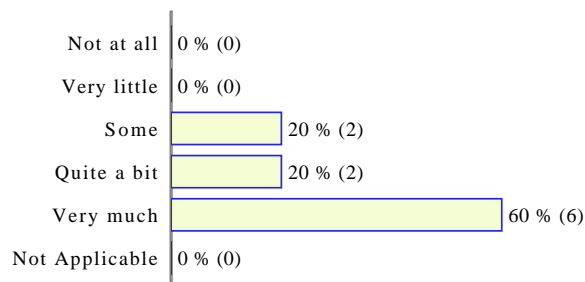 Not at all 0 % (0)
Very little 0 % (0)
Some 20 % (2)
Quite a bit 20 % (2)
Very much 60 % (6)
Not Applicable 0 % (0)